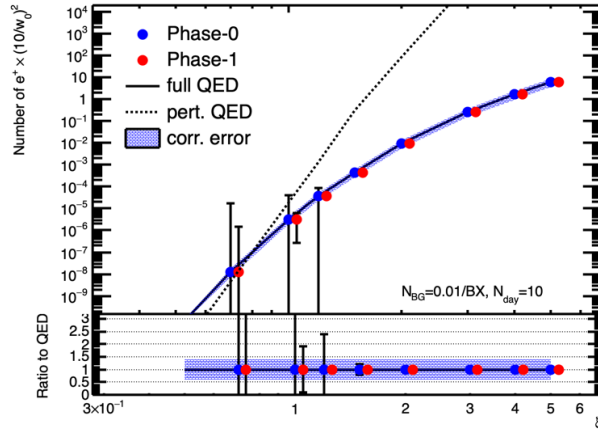 Number of e⁺ × (10/w₀)²
10⁴
10³
10²
10
1
10⁻¹
10⁻²
10⁻³
10⁻⁴
10⁻⁵
10⁻⁶
10⁻⁷
10⁻⁸
10⁻⁹
Phase-0
Phase-1
full QED
pert. QED
corr. error
N_BG=0.01/BX, N_day=10
Ratio to QED
3
2.5
2
1.5
1
0.5
0
3×10⁻¹ 1 2 3 4 5 6
ξ